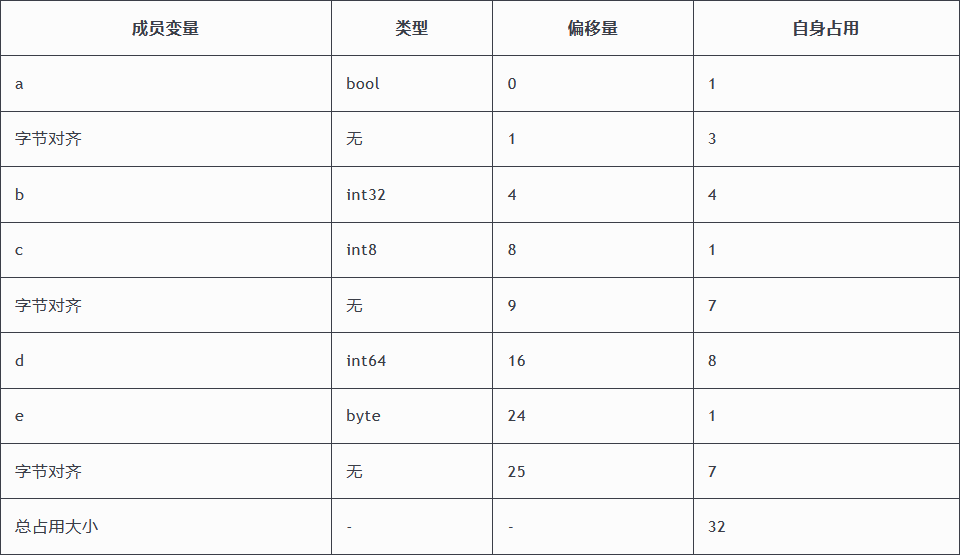 成员变量 类型 偏移量 自身占用
a bool 0 1
字节对齐 无 1 3
b int32 4 4
c int8 8 1
字节对齐 无 9 7
d int64 16 8
e byte 24 1
字节对齐 无 25 7
总占用大小 - - 32